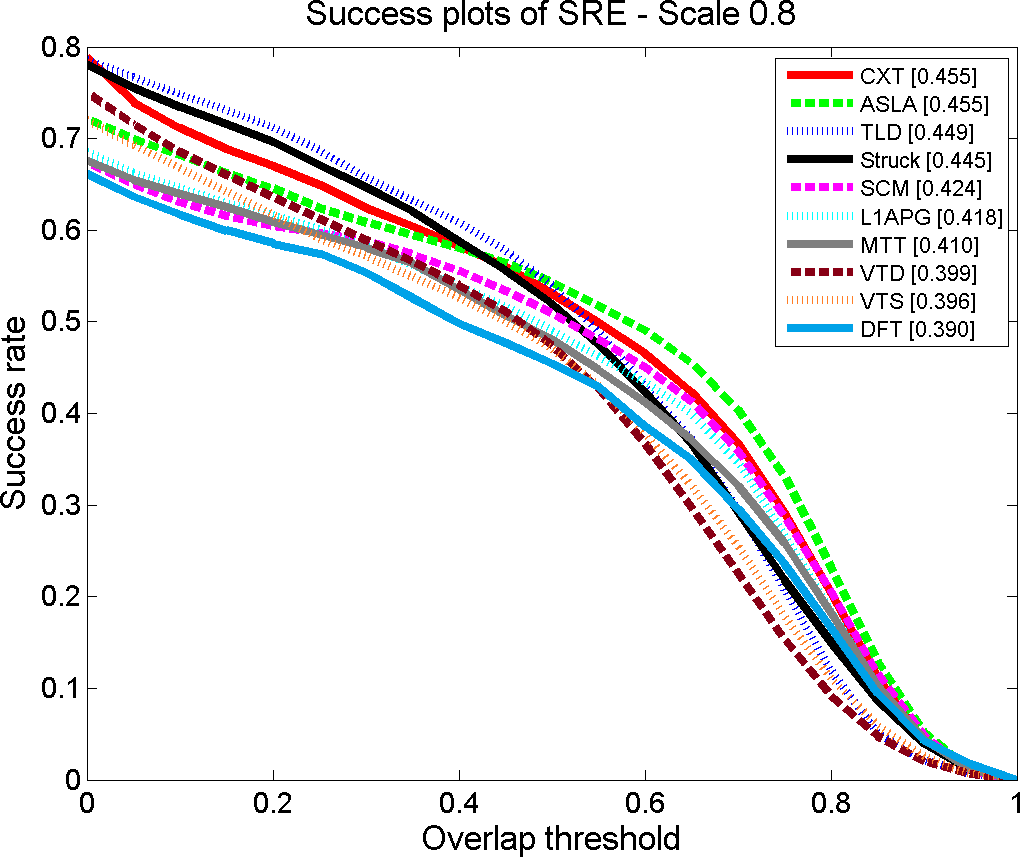 Success plots of SRE - Scale 0.8
CXT [0.455]
ASLA [0.455]
TLD [0.449]
Struck [0.445]
SCM [0.424]
L1APG [0.418]
MTT [0.410]
VTD [0.399]
VTS [0.396]
DFT [0.390]
Success rate
0.8
0.7
0.6
0.5
0.4
0.3
0.2
0.1
0
0 0.2 0.4 0.6 0.8 1
Overlap threshold